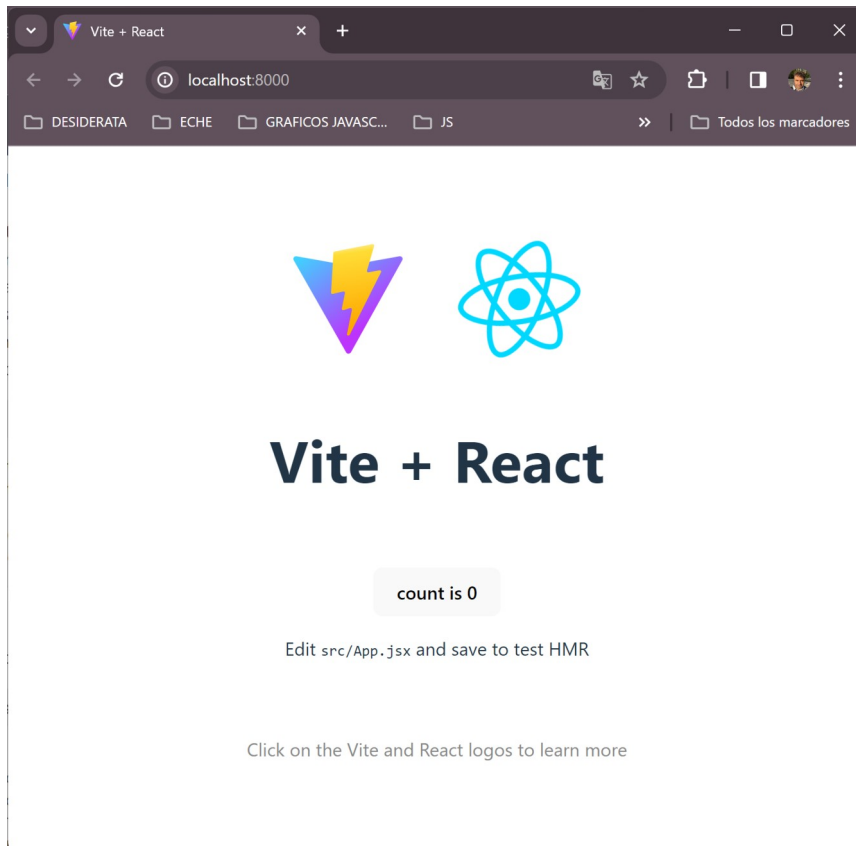 Vite + React
localhost:8000
DESIDERATA ECHE GRAFICOS JAVASC... JS Todos los marcadores
Vite + React
count is 0
Edit src/App.jsx and save to test HMR
Click on the Vite and React logos to learn more